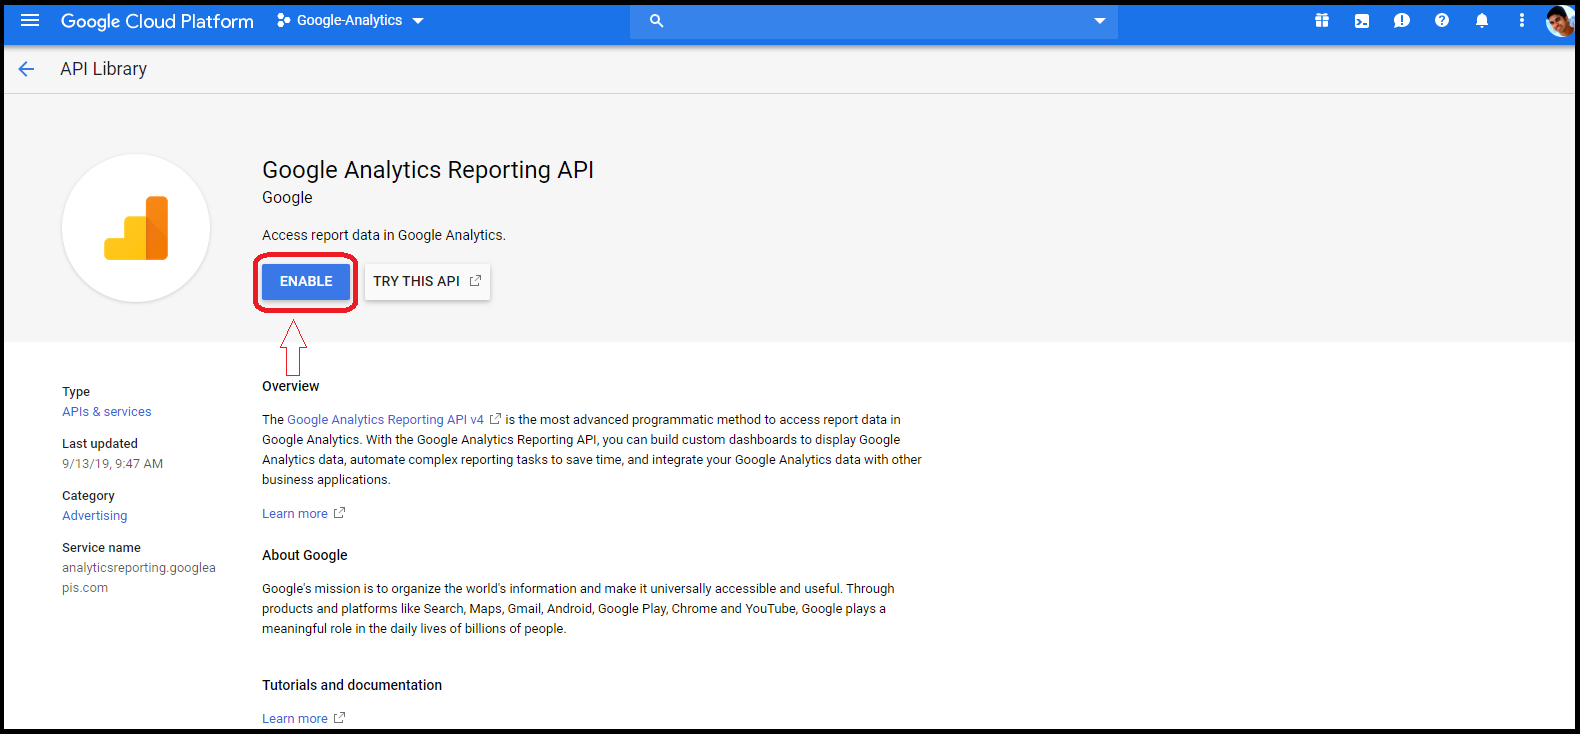 Google Cloud Platform
Google-Analytics
API Library
Google Analytics Reporting API
Google
Access report data in Google Analytics.
ENABLE
TRY THIS API
Type
APIs & services
Last updated
9/13/19, 9:47 AM
Category
Advertising
Service name
analyticsreporting.googlea
pis.com
Overview
The Google Analytics Reporting API v4 is the most advanced programmatic method to access report data in
Google Analytics. With the Google Analytics Reporting API, you can build custom dashboards to display Google
Analytics data, automate complex reporting tasks to save time, and integrate your Google Analytics data with other
business applications.
Learn more
About Google
Google's mission is to organize the world's information and make it universally accessible and useful. Through
products and platforms like Search, Maps, Gmail, Android, Google Play, Chrome and YouTube, Google plays a
meaningful role in the daily lives of billions of people.
Tutorials and documentation
Learn more